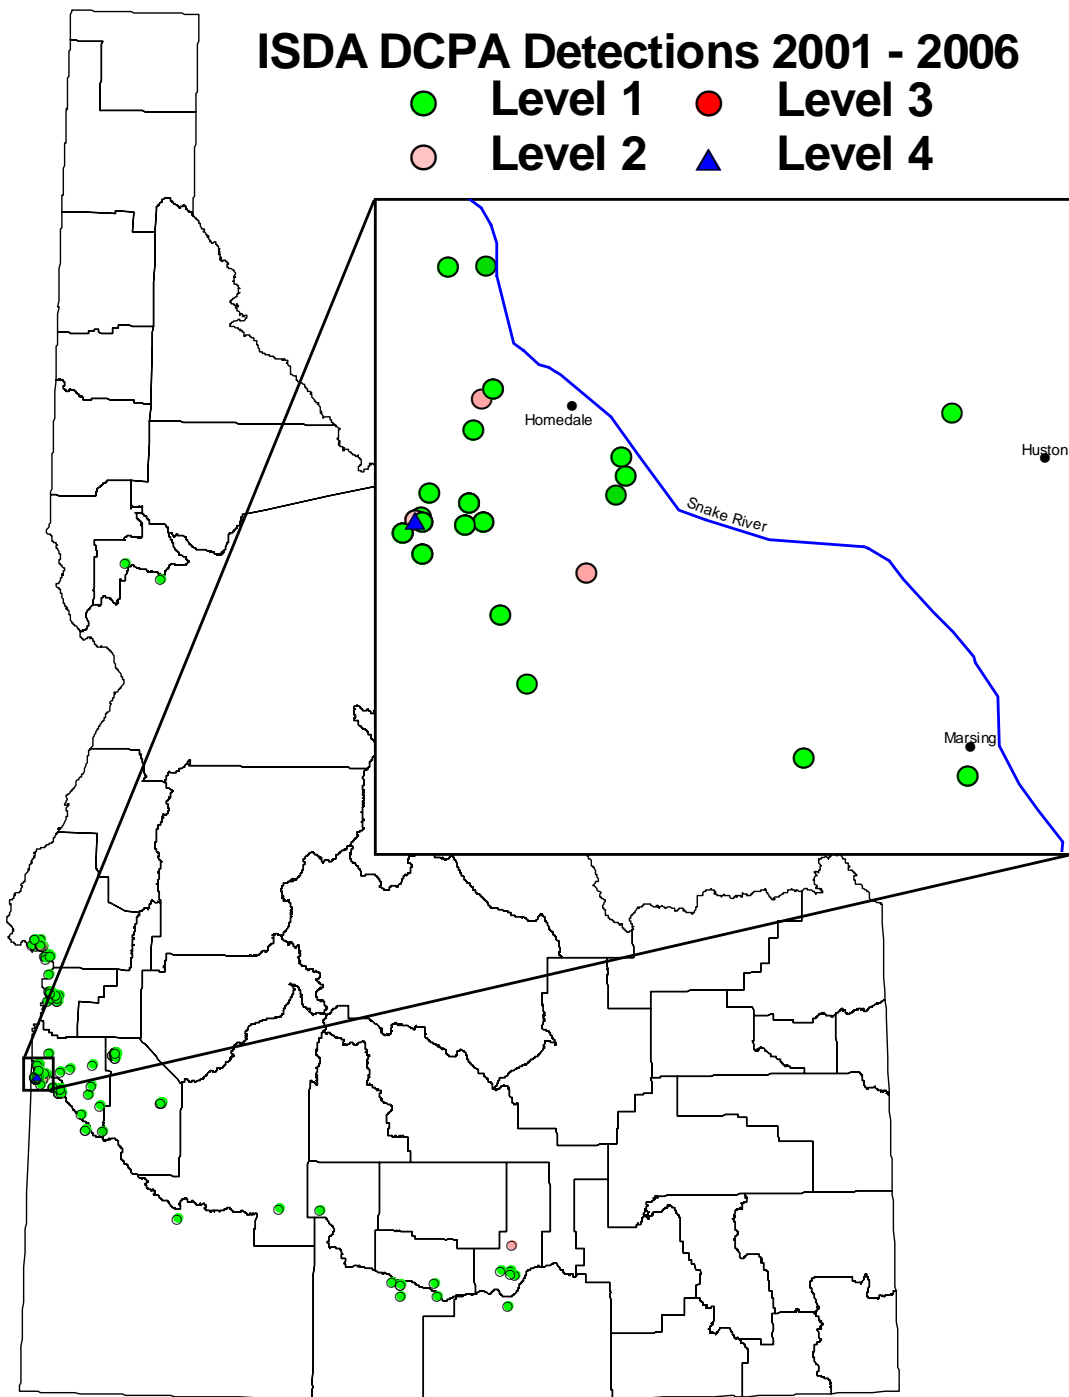 ISDA DCPA Detections 2001 - 2006
Level 1 Level 3
Level 2 Level 4
Homedale
Huston
Snake River
Marsing